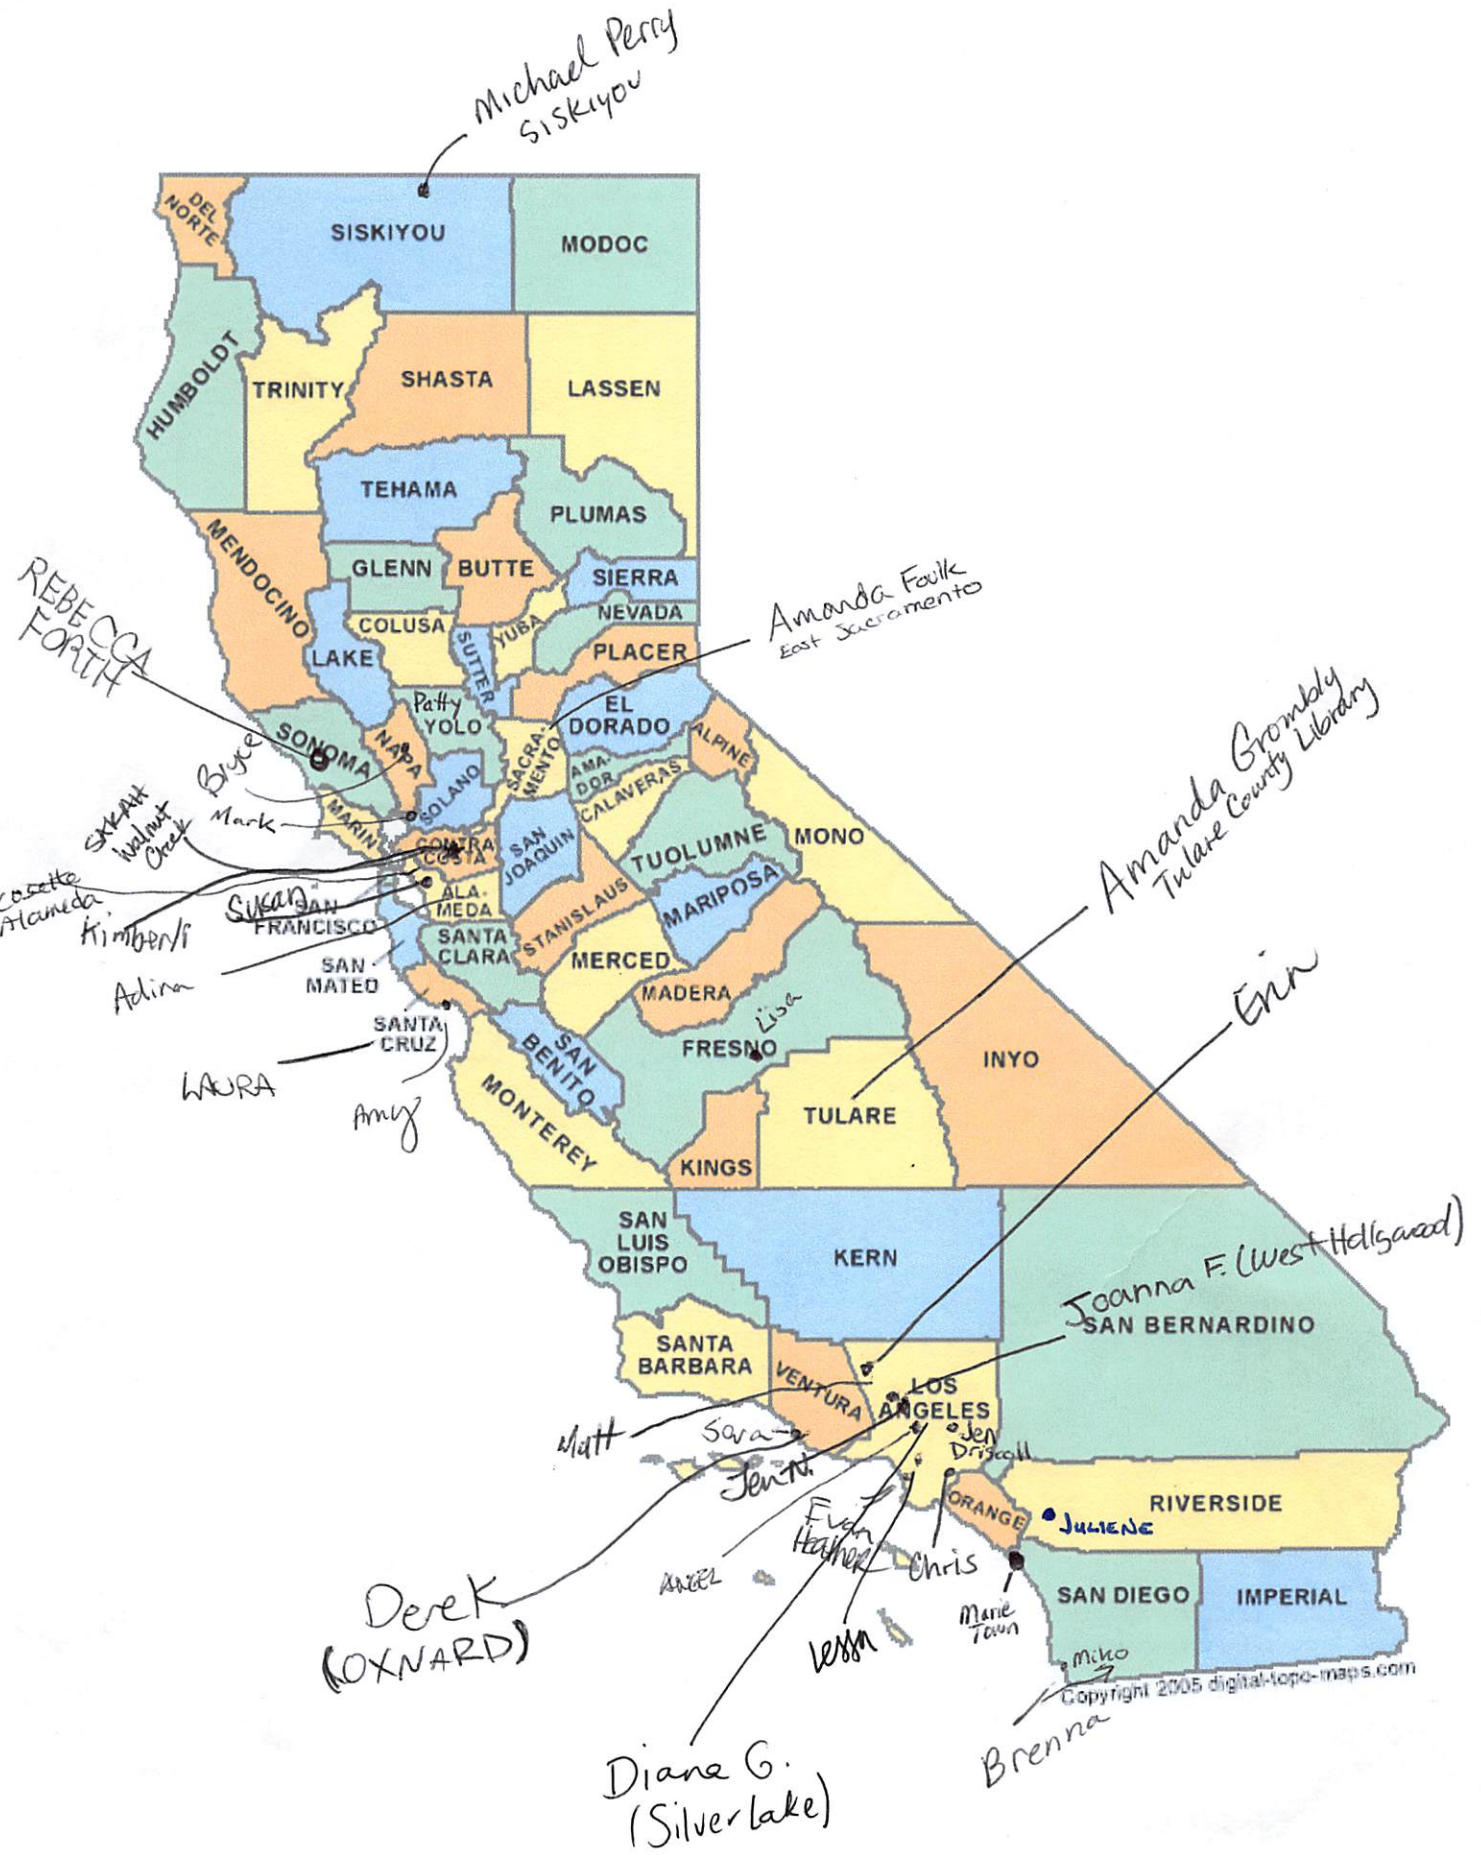 Michael Perry
Siskiyou
DEL
NORTE
SISKIYOU
MODOC
HUMBOLDT
TRINITY
SHASTA
LASSEN
TEHAMA
PLUMAS
MENDOCINO
GLENN
BUTTE
SIERRA
NEVADA
REBECCA
FORTH
COLUSA
SUTTER
YUBA
PLACER
Amanda Foulk
East Sacramento
LAKE
Patty
YOLO
EL
DORADO
ALPINE
SONOMA
NAPA
SACRA-
MENTO
AMA-
DOR
CALAVERAS
Amanda Grombly
Tulare County Library
Bryce
Mark
SOLANO
MARIN
SARAH
Walnut
Creek
CONTRA
COSTA
SAN
JOAQUIN
TUOLUMNE
MONO
Cosette
Alameda
Kimberli
Susan
SAN
FRANCISCO
ALA-
MEDA
STANISLAUS
MARIPOSA
Adina
SAN
MATEO
SANTA
CLARA
MERCED
MADERA
Lisa
FRESNO
Erin
LAURA
SANTA
CRUZ
Amy
SAN
BENITO
INYO
MONTEREY
KINGS
TULARE
SAN
LUIS
OBISPO
KERN
Joanna F. (West Hollywood)
SAN BERNARDINO
SANTA
BARBARA
VENTURA
LOS
ANGELES
Matt
Sara
Jen N.
Jen
Driscoll
Evan
Heather
ORANGE
RIVERSIDE
JULIENE
Derek
(OXNARD)
ANGEL
Chris
Lessa
Marie
Town
SAN DIEGO
IMPERIAL
Miko
Copyright 2005 digital-topo-maps.com
Brenna
Diana G.
(Silverlake)